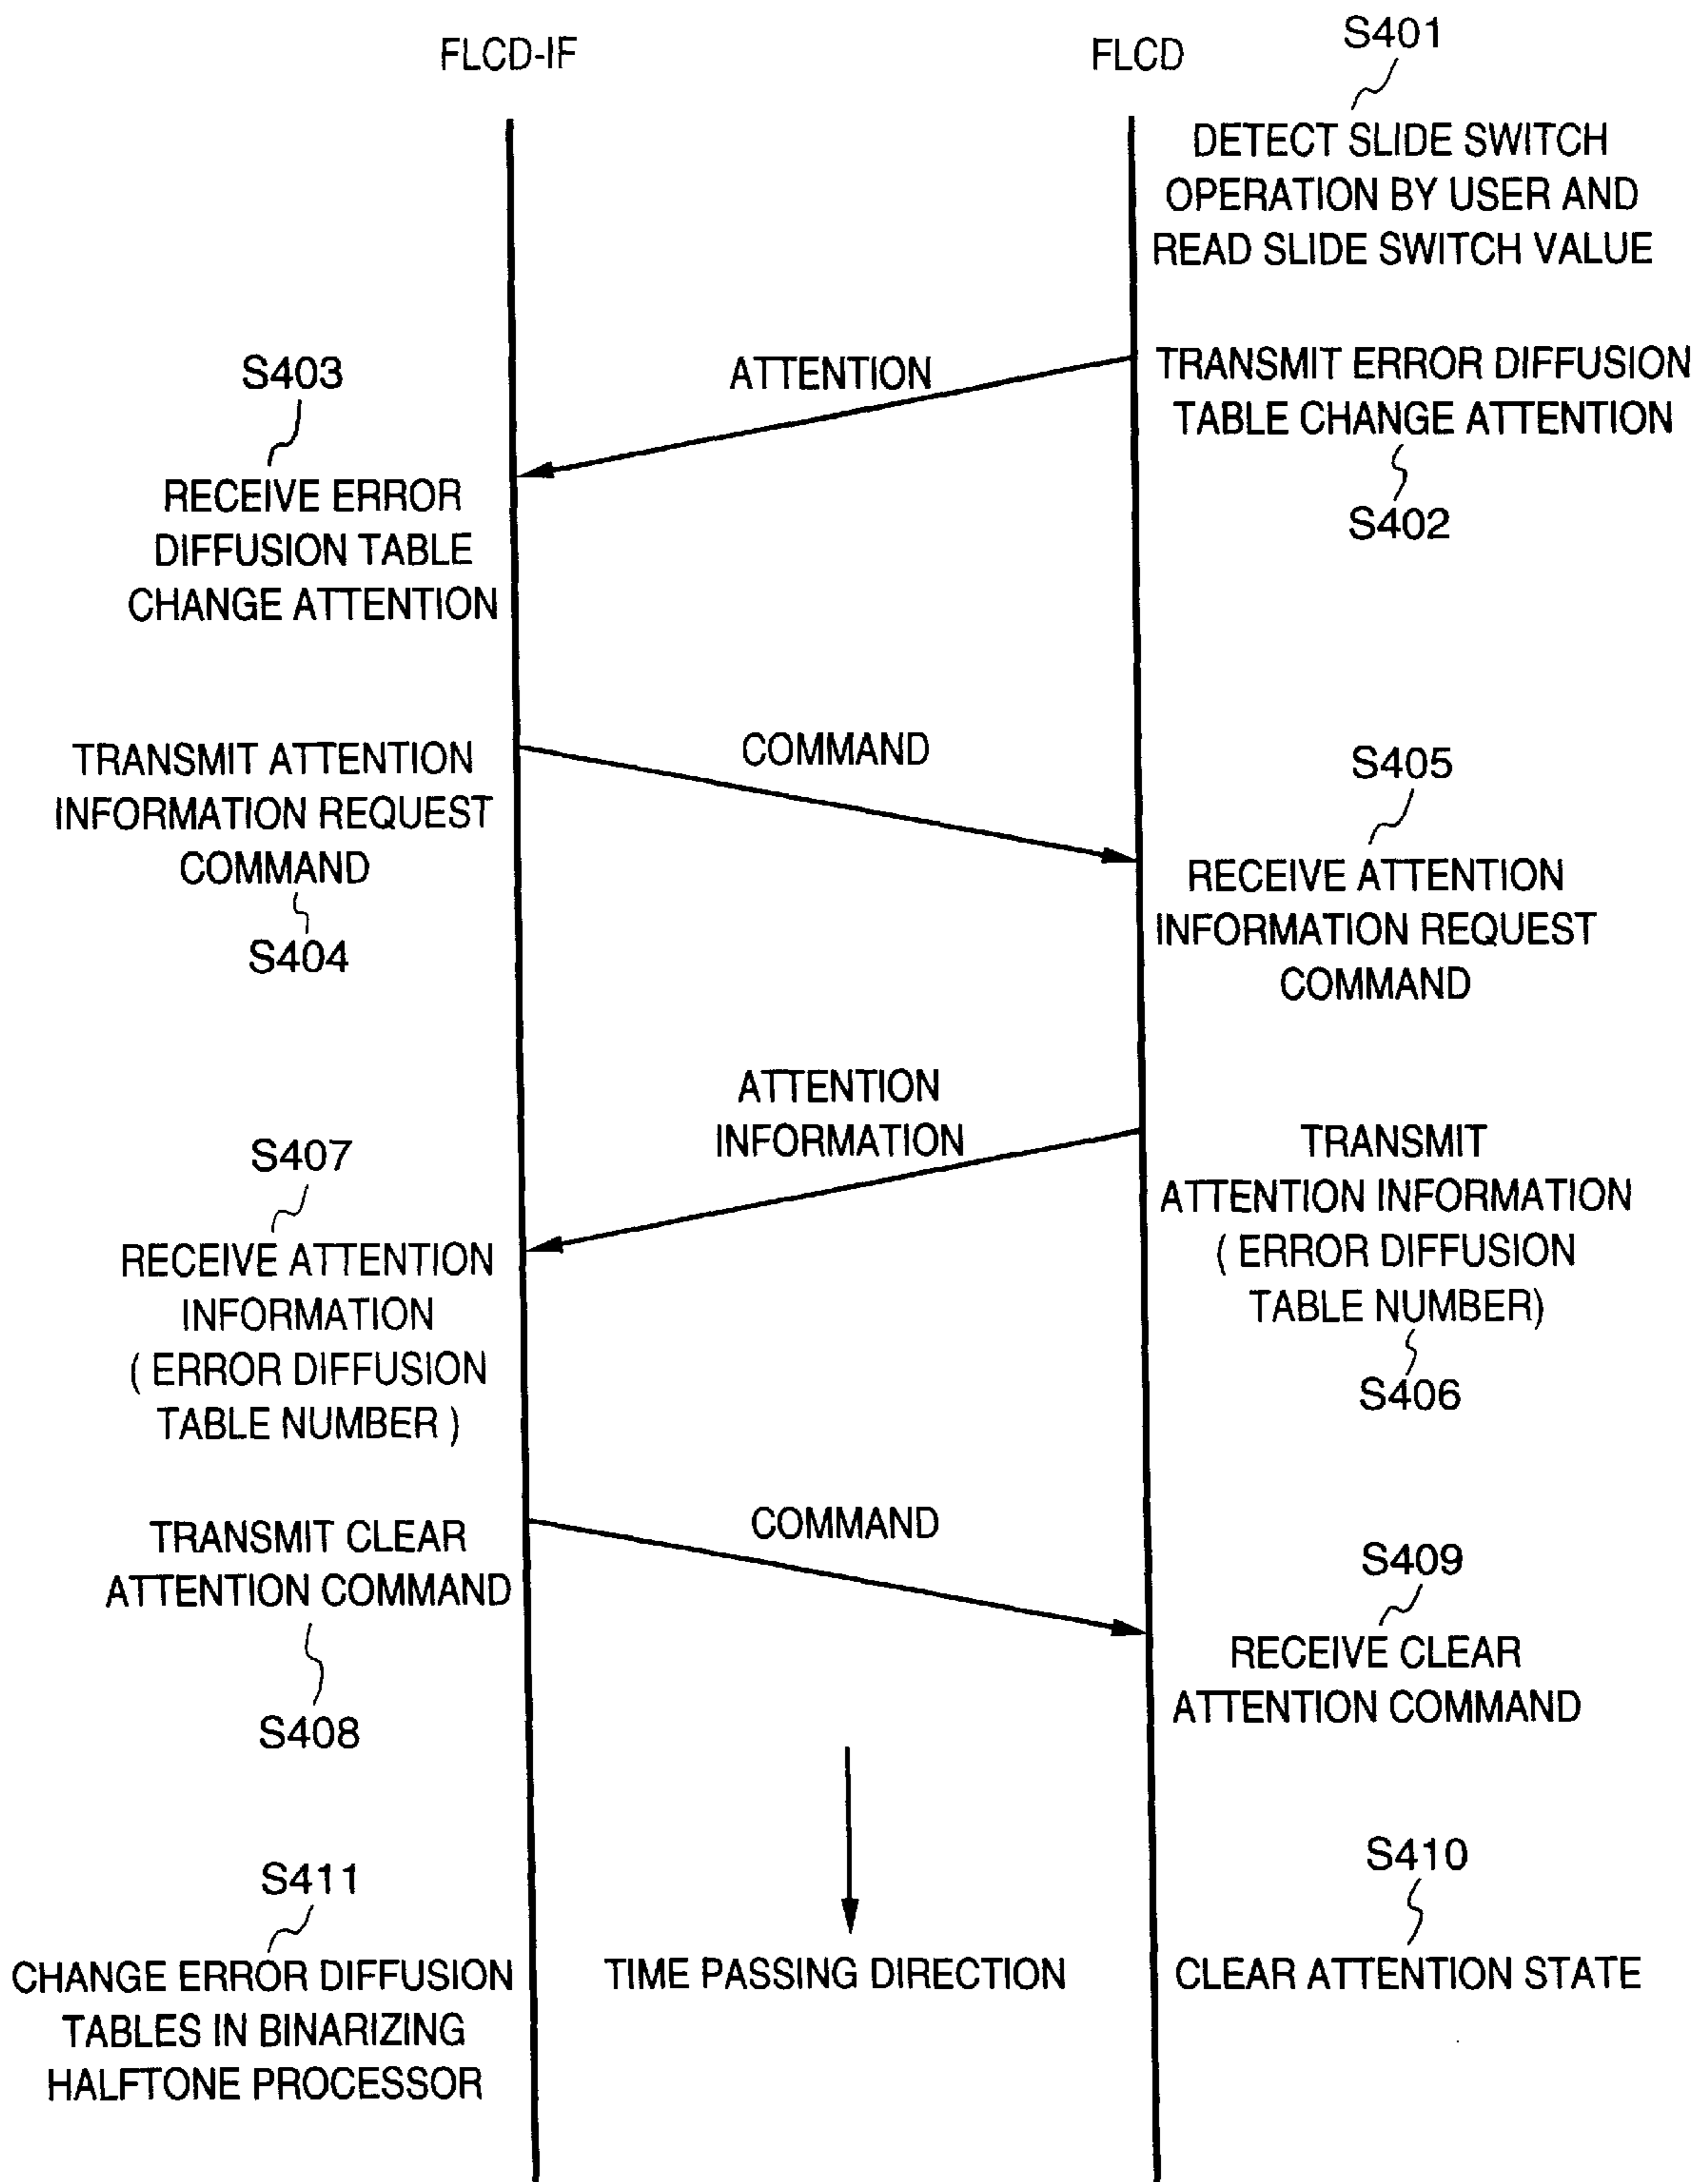 FLCD-IF
FLCD
S401
DETECT SLIDE SWITCH
OPERATION BY USER AND
READ SLIDE SWITCH VALUE
S403
ATTENTION
TRANSMIT ERROR DIFFUSION
TABLE CHANGE ATTENTION
S402
RECEIVE ERROR
DIFFUSION TABLE
CHANGE ATTENTION
TRANSMIT ATTENTION
INFORMATION REQUEST
COMMAND
S404
COMMAND
S405
RECEIVE ATTENTION
INFORMATION REQUEST
COMMAND
ATTENTION
INFORMATION
TRANSMIT
ATTENTION INFORMATION
( ERROR DIFFUSION
TABLE NUMBER)
S406
S407
RECEIVE ATTENTION
INFORMATION
( ERROR DIFFUSION
TABLE NUMBER )
TRANSMIT CLEAR
ATTENTION COMMAND
S408
COMMAND
S409
RECEIVE CLEAR
ATTENTION COMMAND
S410
CLEAR ATTENTION STATE
S411
CHANGE ERROR DIFFUSION
TABLES IN BINARIZING
HALFTONE PROCESSOR
TIME PASSING DIRECTION